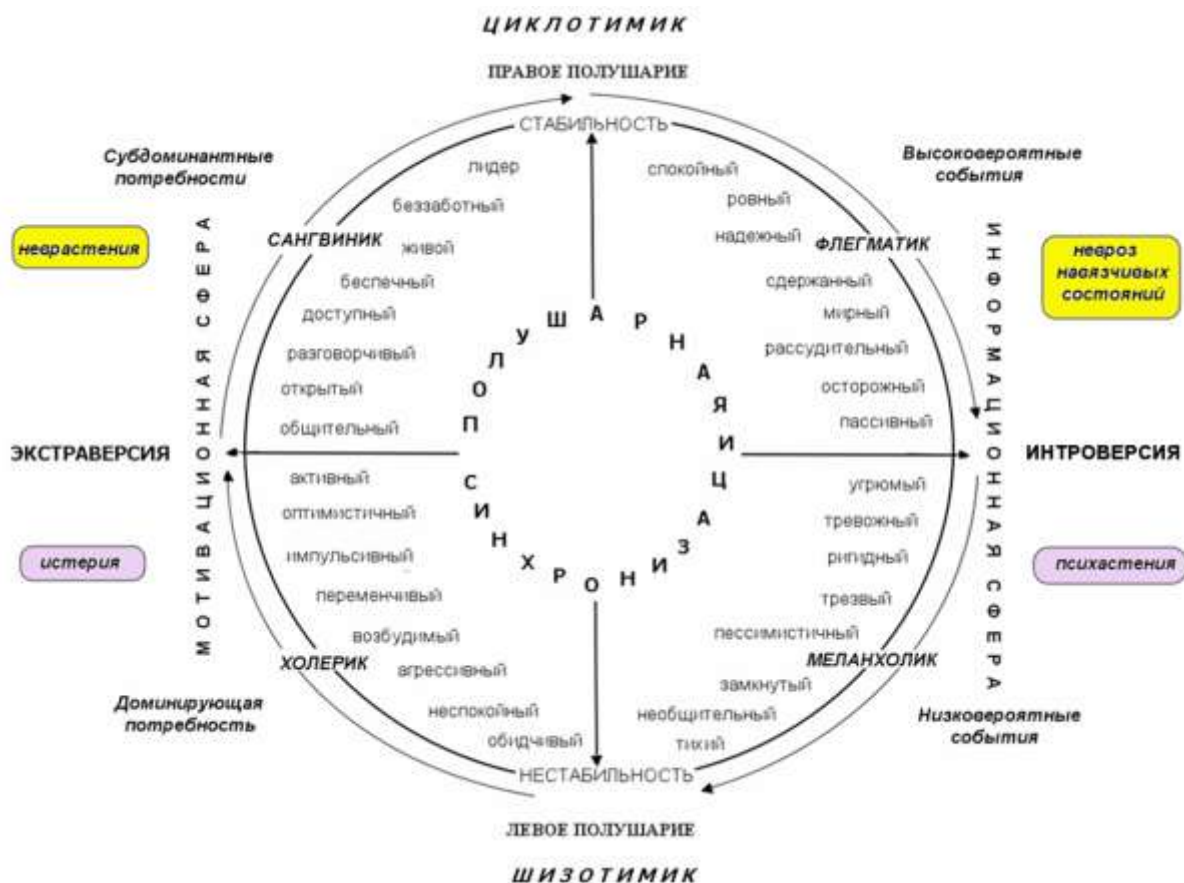 ЦИКЛОТИМИК
ПРАВОЕ ПОЛУШАРИЕ
СТАБИЛЬНОСТЬ
Субдоминантные
потребности
неврастения
МОТИВАЦИОННАЯ СФЕРА
ЭКСТРАВЕРСИЯ
истерия
Доминирующая
потребность
САНГВИНИК
лидер
беззаботный
живой
беспечный
доступный
разговорчивый
открытый
общительный
активный
оптимистичный
импульсивный
переменчивый
возбудимый
ХОЛЕРИК
агрессивный
неспокойный
обидчивый
ПОЛУШАРНАЯ
СИНХРОНИЗАЦИЯ
спокойный
ровный
надежный
ФЛЕГМАТИК
сдержанный
мирный
рассудительный
осторожный
пассивный
угрюмый
тревожный
ригидный
трезвый
пессимистичный
МЕЛАНХОЛИК
замкнутый
необщительный
тихий
Высоковероятные
события
невроз
навязчивых
состояний
ИНФОРМАЦИОННАЯ СФЕРА
ИНТРОВЕРСИЯ
психастения
Низковероятные
события
НЕСТАБИЛЬНОСТЬ
ЛЕВОЕ ПОЛУШАРИЕ
ШИЗОТИМИК